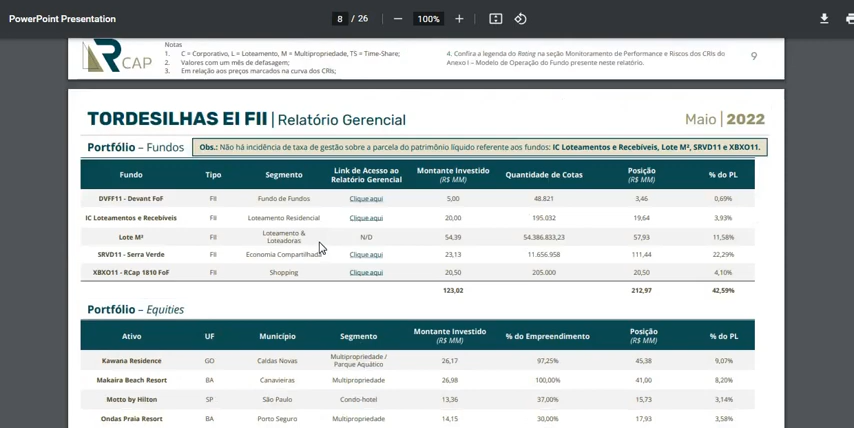 PowerPoint Presentation
8 / 26
100%
Notas
1. C = Corporativo, L = Loteamento, M = Multipropriedade, TS = Time-Share;
2. Valores com um mês de defasagem;
3. Em relação aos preços marcados na curva dos CRIs;
4. Confira a legenda do Rating na seção Monitoramento de Performance e Riscos dos CRIs do
Anexo I – Modelo de Operação do Fundo presente neste relatório.
9
R CAP
TORDESILHAS EI FII | Relatório Gerencial
Maio | 2022
Portfólio – Fundos
Obs.: Não há incidência de taxa de gestão sobre a parcela do patrimônio líquido referente aos fundos: IC Loteamentos e Recebíveis, Lote M², SRVD11 e XBXO11.
Fundo Tipo Segmento Link de Acesso ao Relatório Gerencial Montante Investido (R$ MM) Quantidade de Cotas Posição (R$ MM) % do PL
DVFF11 - Devant FoF FII Fundo de Fundos Clique aqui 5,00 48.821 3,46 0,69%
IC Loteamentos e Recebíveis FII Loteamento Residencial Clique aqui 20,00 195.032 19,64 3,93%
Lote M² FII Loteamento & Loteadoras N/D 54,39 54.386.833,23 57,93 11,58%
SRVD11 - Serra Verde FII Economia Compartilhada Clique aqui 23,13 11.656.958 111,44 22,29%
XBXO11 - RCap 1810 FoF FII Shopping Clique aqui 20,50 205.000 20,50 4,10%
123,02 212,97 42,59%
Portfólio – Equities
Ativo UF Município Segmento Montante Investido (R$ MM) % do Empreendimento Posição (R$ MM) % do PL
Kawana Residence GO Caldas Novas Multipropriedade / Parque Aquático 26,17 97,25% 45,38 9,07%
Makaira Beach Resort BA Canavieiras Multipropriedade 26,98 100,00% 41,00 8,20%
Motto by Hilton SP São Paulo Condo-hotel 13,36 37,00% 15,73 3,14%
Ondas Praia Resort BA Porto Seguro Multipropriedade 14,15 30,00% 17,93 3,58%